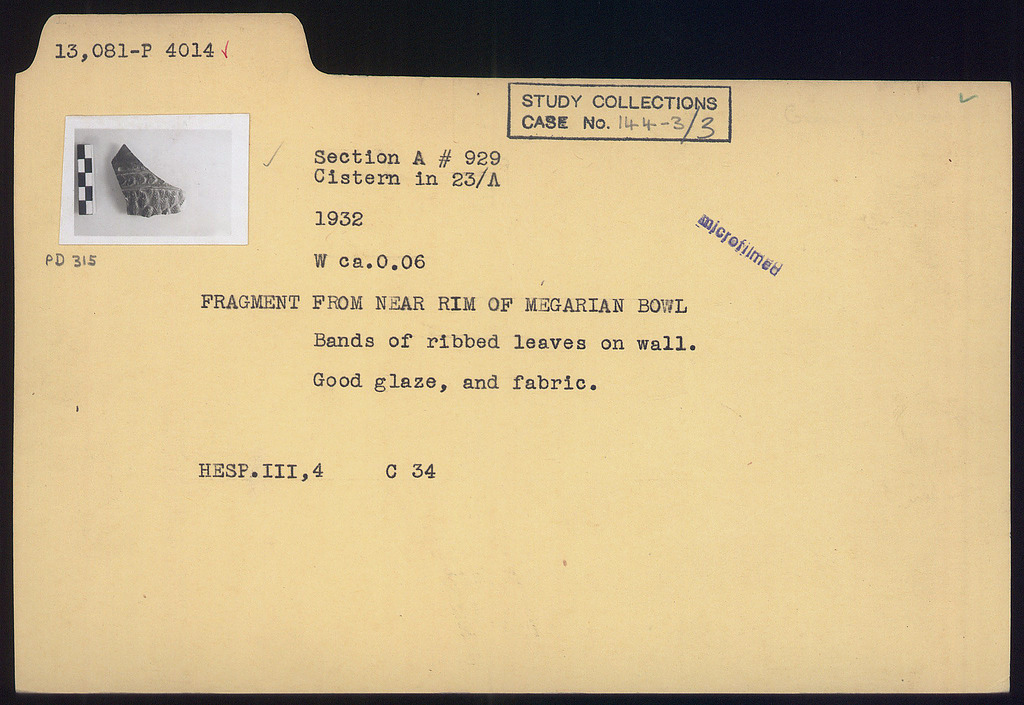 13,081-P 4014
STUDY COLLECTIONS
CASE No. 144-3/3
Section A # 929
Cistern in 23/Λ
1932
microfilmed
W ca.0.06
PD 315
FRAGMENT FROM NEAR RIM OF MEGARIAN BOWL
Bands of ribbed leaves on wall.
Good glaze, and fabric.
HESP.III,4 C 34